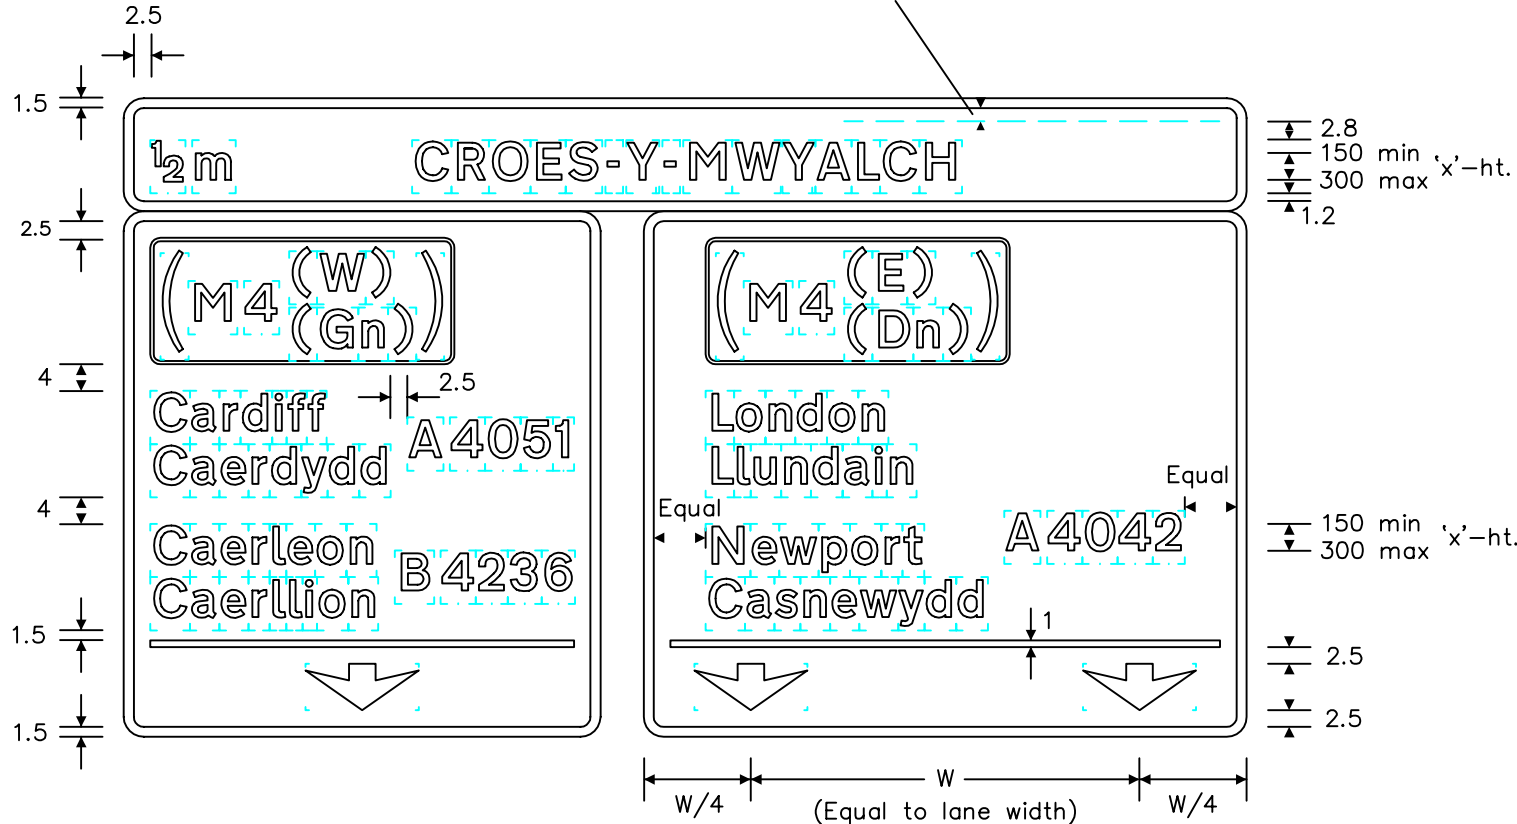 2.5
1.5
½ m CROES-Y-MWYALCH
2.8
150 min
300 max
'x'-ht.
1.2
2.5
(M4 (W) (Gn))
(M4 (E) (Dn))
4
2.5
Cardiff
Caerdydd
A4051
London
Llundain
4
Equal
Equal
Caerleon
Caerllion
B4236
Newport
Casnewydd
A4042
150 min
300 max
'x'-ht.
1.5
1
2.5
1.5
2.5
W/4
W
(Equal to lane width)
W/4